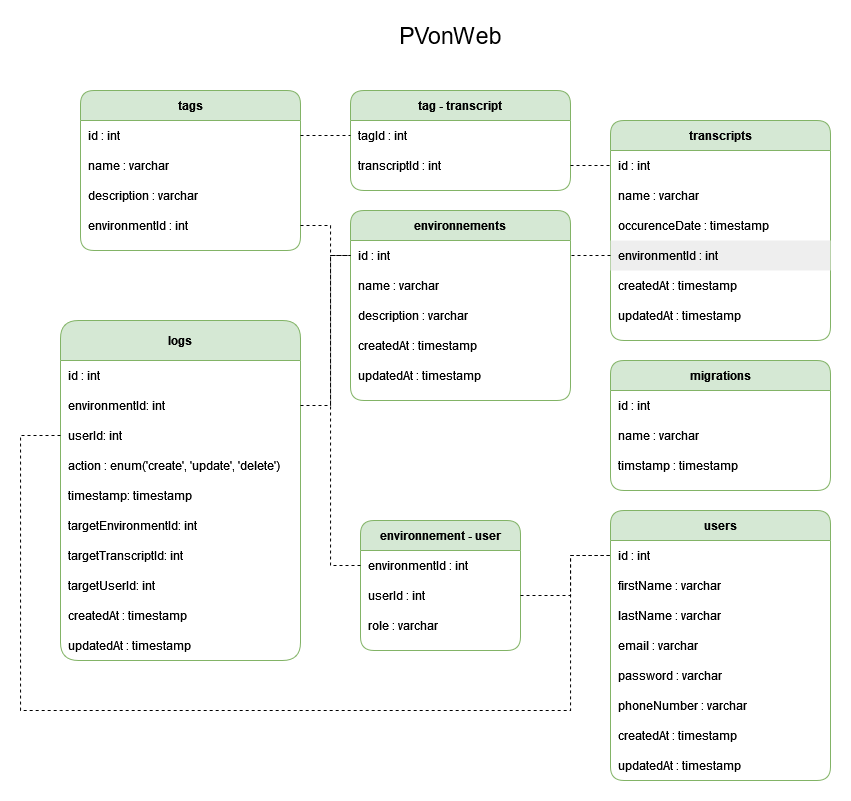 PVonWeb
tags
id : int
name : varchar
description : varchar
environmentId : int
tag - transcript
tagId : int
transcriptId : int
transcripts
id : int
name : varchar
occurenceDate : timestamp
environmentId : int
createdAt : timestamp
updatedAt : timestamp
environnements
id : int
name : varchar
description : varchar
createdAt : timestamp
updatedAt : timestamp
logs
id : int
environmentId: int
userId: int
action : enum('create', 'update', 'delete')
timestamp: timestamp
targetEnvironmentId: int
targetTranscriptId: int
targetUserId: int
createdAt : timestamp
updatedAt : timestamp
migrations
id : int
name : varchar
timstamp : timestamp
environnement - user
environmentId : int
userId : int
role : varchar
users
id : int
firstName : varchar
lastName : varchar
email : varchar
password : varchar
phoneNumber : varchar
createdAt : timestamp
updatedAt : timestamp